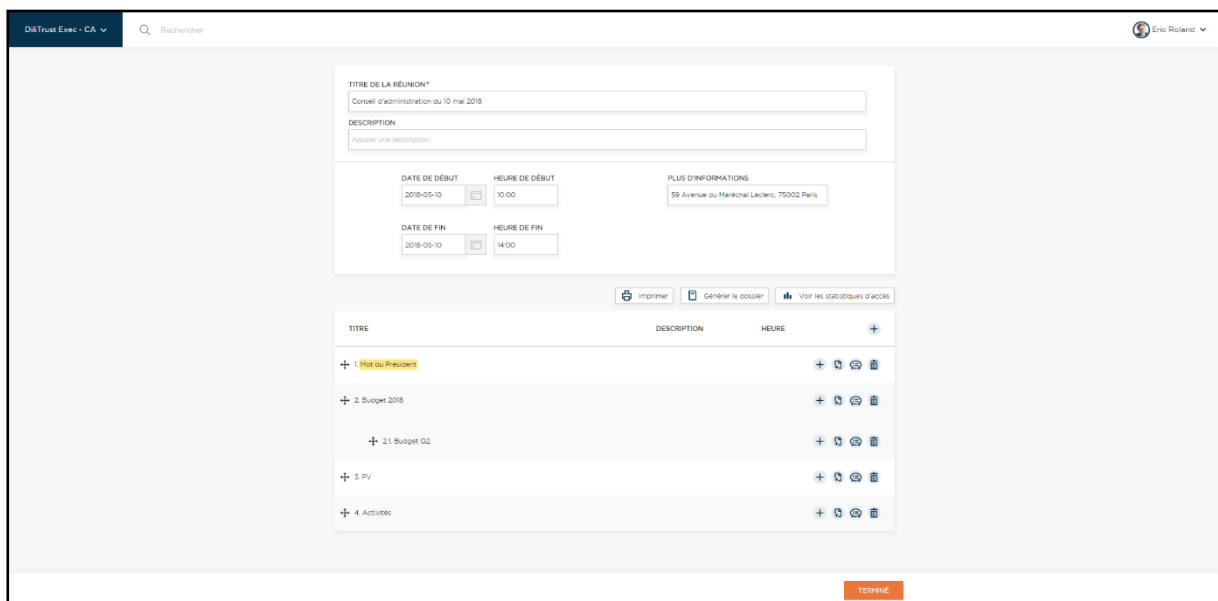 DiliTrust Exec - CA
Rechercher
Eric Roland
TITRE DE LA RÉUNION*
Conseil d'administration du 10 mai 2018
DESCRIPTION
Ajouter une description
DATE DE DÉBUT HEURE DE DÉBUT PLUS D'INFORMATIONS
2018-05-10 10:00 59 Avenue du Maréchal Leclerc, 75002 Paris
DATE DE FIN HEURE DE FIN
2018-05-10 14:00
Imprimer Générer le dossier Voir les statistiques d'accès
TITRE DESCRIPTION HEURE
1. Mot du Président
2. Budget 2018
2.1. Budget Q2
3. PV
4. Activités
TERMINÉ